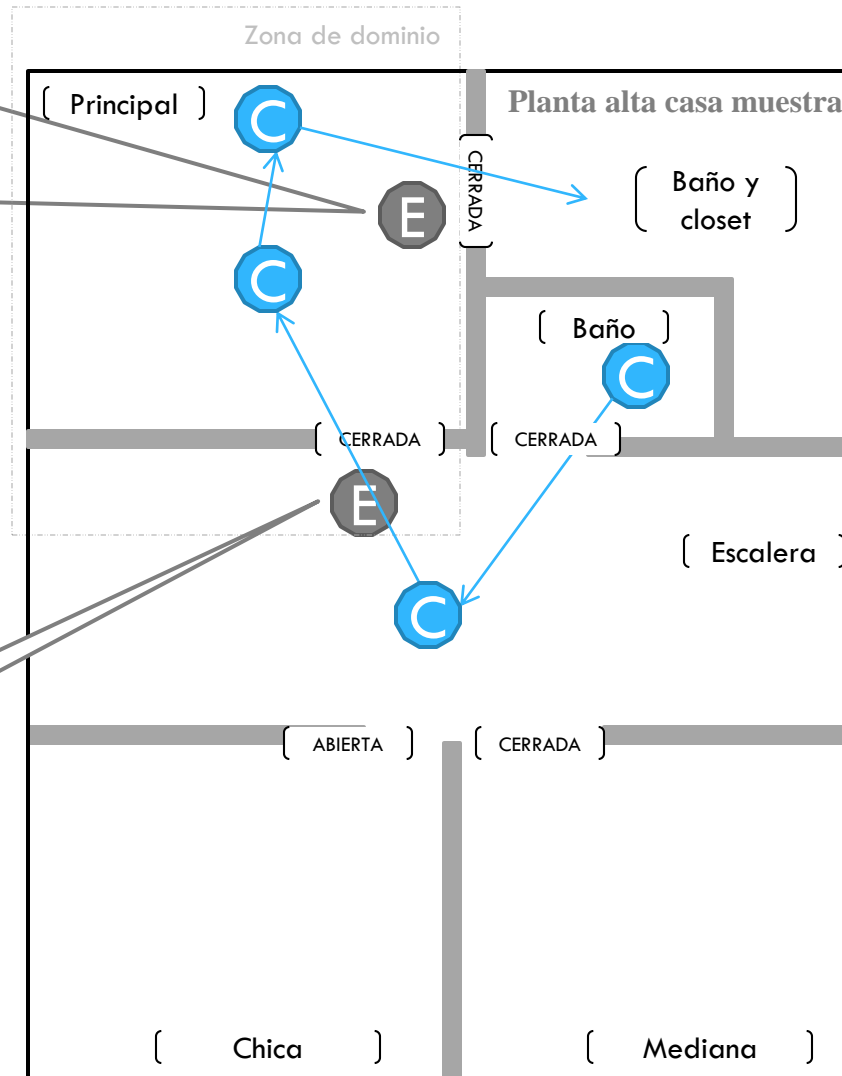 Zona de dominio
Principal
C
Planta alta casa muestra
CERRADA
Baño y
closet
E
C
Baño
C
CERRADA
CERRADA
E
Escalera
C
ABIERTA
CERRADA
Chica
Mediana